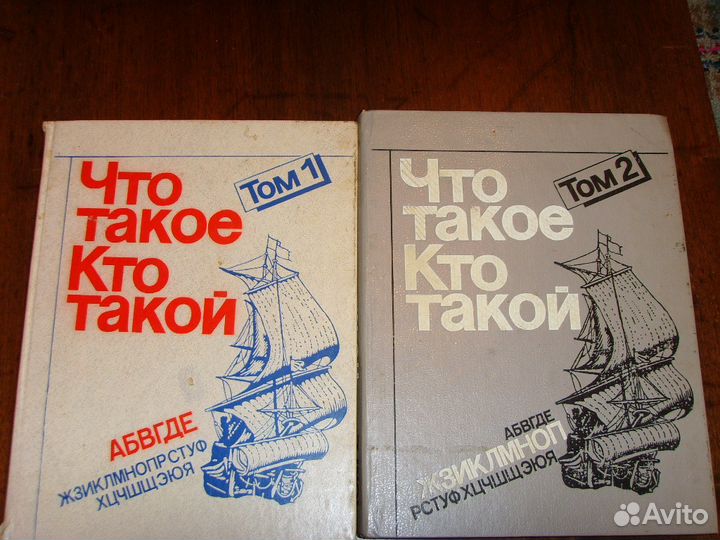 Что
такое
Кто
такой
Том 1
АБВГДЕ
ЖЗИКЛМНОПРСТУФ
ХЦЧШЩЭЮЯ
Что
такое
Кто
такой
Том 2
АБВГДЕ
ЖЗИКЛМНОП
РСТУФХЦЧШЩЭЮЯ
Avito